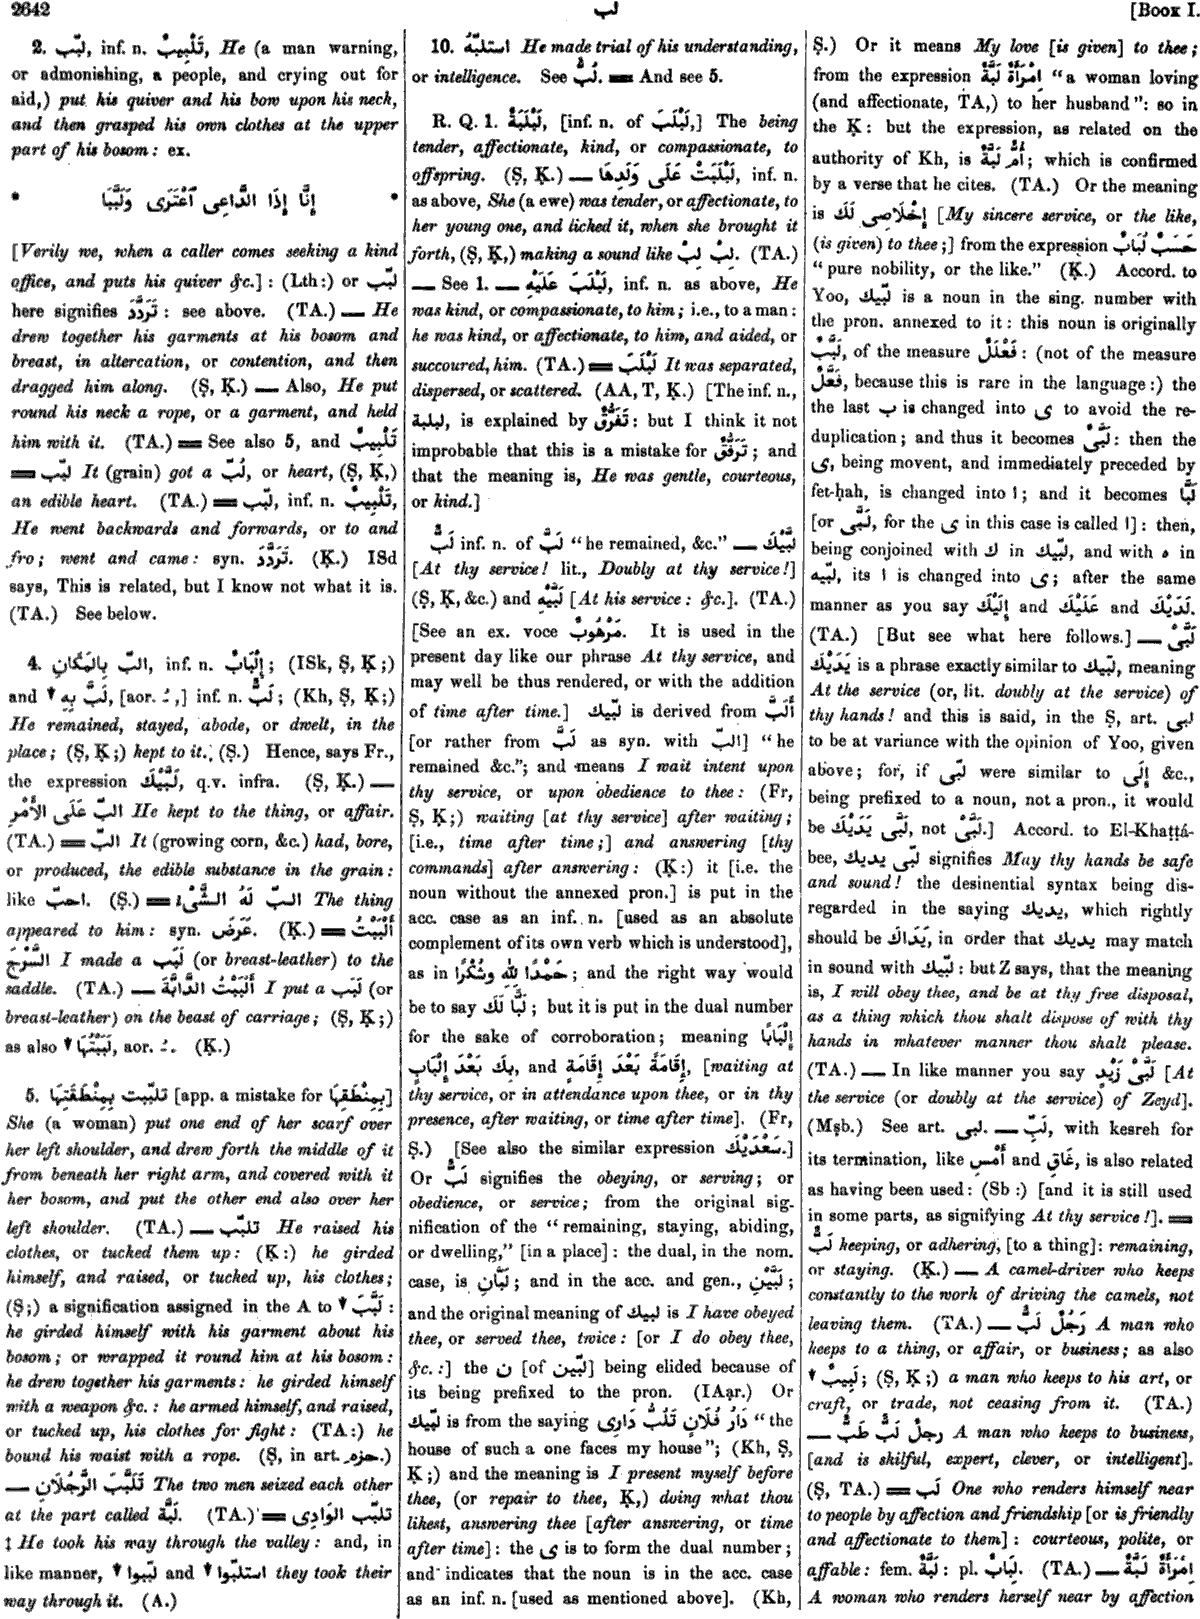 2642
لب
[Book I.
2. لَبّب, inf. n. تَلْبِيبٌ, He (a man warning,
or admonishing, a people, and crying out for
aid,) put his quiver and his bow upon his neck,
and then grasped his own clothes at the upper
part of his bosom: ex.
* إِنَّا إِذَا الدَّاعِى ٱعْتَرَى وَلَبَّبَا *
[Verily we, when a caller comes seeking a kind
office, and puts his quiver &c.]: (Lth:) or لبّب
here signifies تَرَدَّدَ: see above. (TA.) — He
drew together his garments at his bosom and
breast, in altercation, or contention, and then
dragged him along. (Ṣ, Ḳ.) — Also, He put
round his neck a rope, or a garment, and held
him with it. (TA.) = See also 5, and تَلْبِيبٌ
= لبّب It (grain) got a لُبّ, or heart, (Ṣ, Ḳ,)
an edible heart. (TA.) = لبّب, inf. n. تَلْبِيبٌ,
He went backwards and forwards, or to and
fro; went and came: syn. تَرَدَّدَ. (Ḳ.) ISd
says, This is related, but I know not what it is.
(TA.) See below.
4. البّ بِالمَكَانِ, inf. n. إِلْبَابٌ; (ISk, Ṣ, Ḳ;)
and ▼ لَبَّ بِهِ, [aor. ـُ ,] inf. n. لَبٌّ; (Kh, Ṣ, Ḳ;)
He remained, stayed, abode, or dwelt, in the
place; (Ṣ, Ḳ;) kept to it. (Ṣ.) Hence, says Fr.,
the expression لَبَّيْكَ, q.v. infra. (Ṣ, Ḳ.) —
البّ عَلَى الأَمْرِ He kept to the thing, or affair.
(TA.) = البّ It (growing corn, &c.) had, bore,
or produced, the edible substance in the grain:
like احبّ. (Ṣ.) = البّ لَهُ الشَّىْءُ The thing
appeared to him: syn. عَرَضَ. (Ḳ.) = أَلْبَبْتُ
السَّرْجَ I made a لَبَب (or breast-leather) to the
saddle. (TA.) — أَلْبَبْتُ الدَّابَّةَ I put a لَبَب (or
breast-leather) on the beast of carriage; (Ṣ, Ḳ;)
as also ▼ لَبَبْتُهَا, aor. ـُ . (Ḳ.)
5. تلبّبت بِمِنْطَقَتِهَا [app. a mistake for بِمِنْطَقِهَا]
She (a woman) put one end of her scarf over
her left shoulder, and drew forth the middle of it
from beneath her right arm, and covered with it
her bosom, and put the other end also over her
left shoulder. (TA.) — تلبّب He raised his
clothes, or tucked them up: (Ḳ:) he girded
himself, and raised, or tucked up, his clothes;
(Ṣ;) a signification assigned in the A to ▼ لَبَّبَ:
he girded himself with his garment about his
bosom; or wrapped it round him at his bosom:
he drew together his garments: he girded himself
with a weapon &c.: he armed himself, and raised,
or tucked up, his clothes for fight: (TA:) he
bound his waist with a rope. (Ṣ, in art. حزم.)
— تَلَبَّبَ الرَّجُلَانِ The two men seized each other
at the part called لَبَّة. (TA.) = تلبّب الوَادِى
‡ He took his way through the valley: and, in
like manner, ▼ لبّبوا and ▼ استلبّوا they took their
way through it. (A.)
10. استلبّهُ He made trial of his understanding,
or intelligence. See لُبٌّ. = And see 5.
R. Q. 1. لَبْلَبَةٌ, [inf. n. of لَبْلَبَ,] The being
tender, affectionate, kind, or compassionate, to
offspring. (Ṣ, Ḳ.) — لَبْلَبَتْ عَلَى وَلَدِهَا, inf. n.
as above, She (a ewe) was tender, or affectionate, to
her young one, and licked it, when she brought it
forth, (Ṣ, Ḳ,) making a sound like لبْ لبْ. (TA.)
— See 1. — لَبْلَبَ عَلَيْهِ, inf. n. as above, He
was kind, or compassionate, to him; i.e., to a man:
he was kind, or affectionate, to him, and aided, or
succoured, him. (TA.) = لَبْلَبَ It was separated,
dispersed, or scattered. (AA, T, Ḳ.) [The inf. n.,
لبلبة, is explained by تَفَرُّقٌ: but I think it not
improbable that this is a mistake for تَرَفُّقٌ; and
that the meaning is, He was gentle, courteous,
or kind.]
لَبٌّ inf. n. of لَبَّ “he remained, &c.” — لَبَّيْكَ
[At thy service! lit., Doubly at thy service!]
(Ṣ, Ḳ, &c.) and لَبَّيْهِ [At his service: &c.]. (TA.)
[See an ex. voce مَرْهُوبٌ. It is used in the
present day like our phrase At thy service, and
may well be thus rendered, or with the addition
of time after time.] لبّيك is derived from أَلَبَّ
[or rather from لَبَّ as syn. with البّ] “he
remained &c.”; and means I wait intent upon
thy service, or upon obedience to thee: (Fr,
Ṣ, Ḳ;) waiting [at thy service] after waiting;
[i.e., time after time;] and answering [thy
commands] after answering: (Ḳ:) it [i.e. the
noun without the annexed pron.] is put in the
acc. case as an inf. n. [used as an absolute
complement of its own verb which is understood],
as in حَمْدًا لِلّٰهِ وَشُكْرًا; and the right way would
be to say لَبًّا لَكَ; but it is put in the dual number
for the sake of corroboration; meaning إِلْبَابًا
بِكَ بَعْدَ إِلْبَابٍ, and إِقَامَةً بَعْدَ إِقَامَةٍ, [waiting at
thy service, or in attendance upon thee, or in thy
presence, after waiting, or time after time]. (Fr,
Ṣ.) [See also the similar expression سَعْدَيْكَ.]
Or لَبٌّ signifies the obeying, or serving; or
obedience, or service; from the original sig-
nification of the “remaining, staying, abiding,
or dwelling,” [in a place]: the dual, in the nom.
case, is لَبَّانِ; and in the acc. and gen., لَبَّيْنِ;
and the original meaning of لبيك is I have obeyed
thee, or served thee, twice: [or I do obey thee,
&c.:] the ن [of لبّين] being elided because of
its being prefixed to the pron. (IAạr.) Or
لبّيك is from the saying دَارُ فُلَانٍ تَلُبُّ دَارِى “the
house of such a one faces my house”; (Kh, Ṣ,
Ḳ;) and the meaning is I present myself before
thee, (or repair to thee, Ḳ,) doing what thou
likest, answering thee [after answering, or time
after time]: the ى is to form the dual number;
and indicates that the noun is in the acc. case
as an inf. n. [used as mentioned above]. (Kh,
Ṣ.) Or it means My love [is given] to thee;
from the expression اِمْرَأَةٌ لَبَّةٌ “a woman loving
(and affectionate, TA,) to her husband”: so in
the Ḳ: but the expression, as related on the
authority of Kh, is أُمٌّ لَبَّةٌ; which is confirmed
by a verse that he cites. (TA.) Or the meaning
is إِخْلَاصِى لَكَ [My sincere service, or the like,
(is given) to thee;] from the expression حَسَبٌ لُبَابٌ
“pure nobility, or the like.” (Ḳ.) Accord. to
Yoo, لبّيك is a noun in the sing. number with
the pron. annexed to it: this noun is originally
لَبَّبٌ, of the measure فَعْلَلٌ: (not of the measure
فَعَّلٌ, because this is rare in the language:) the
the last ب is changed into ى to avoid the re-
duplication; and thus it becomes لَبَّىٌ: then the
ى, being movent, and immediately preceded by
fet-ḥah, is changed into ا; and it becomes لَبَّا
[or لَبَّى, for the ى in this case is called ا]: then,
being conjoined with ك in لبّيك, and with ه in
لبّيه, its ا is changed into ى; after the same
manner as you say إِلَيْكَ and عَلَيْكَ and لَدَيْكَ.
(TA.) [But see what here follows.] — لَبَّىْ
يَدَيْكَ is a phrase exactly similar to لبّيك, meaning
At the service (or, lit. doubly at the service) of
thy hands! and this is said, in the Ṣ, art. لبى
to be at variance with the opinion of Yoo, given
above; for, if لبّى were similar to إِلَى &c.,
being prefixed to a noun, not a pron., it would
be لَبَّى يَدَيْكَ, not لَبَّىْ.] Accord. to El-Khaṭṭá-
bee, لبّى يديك signifies May thy hands be safe
and sound! the desinential syntax being dis-
regarded in the saying يديك, which rightly
should be يَدَاكَ, in order that يديك may match
in sound with لبّيك: but Z says, that the meaning
is, I will obey thee, and be at thy free disposal,
as a thing which thou shalt dispose of with thy
hands in whatever manner thou shalt please.
(TA.) — In like manner you say لَبَّىْ زَيْدٍ [At
the service (or doubly at the service) of Zeyd].
(Mṣb.) See art. لبى. — لَبِّ, with kesreh for
its termination, like أَمْسِ and غَاقِ, is also related
as having been used: (Sb:) [and it is still used
in some parts, as signifying At thy service!]. =
لَبٌّ keeping, or adhering, [to a thing]: remaining,
or staying. (Ḳ.) — A camel-driver who keeps
constantly to the work of driving the camels, not
leaving them. (TA.) — رَجُلٌ لَبٌّ A man who
keeps to a thing, or affair, or business; as also
▼ لَبِيبٌ; (Ṣ, Ḳ;) a man who keeps to his art, or
craft, or trade, not ceasing from it. (TA.)
— رجلٌ لَبٌّ طَبٌّ A man who keeps to business,
[and is skilful, expert, clever, or intelligent].
(Ṣ, TA.) = لَب One who renders himself near
to people by affection and friendship [or is friendly
and affectionate to them]: courteous, polite, or
affable: fem. لَبَّة: pl. لِبَابٌ. (TA.) — اِمْرَأَةٌ لَبَّةٌ
A woman who renders herself near by affection